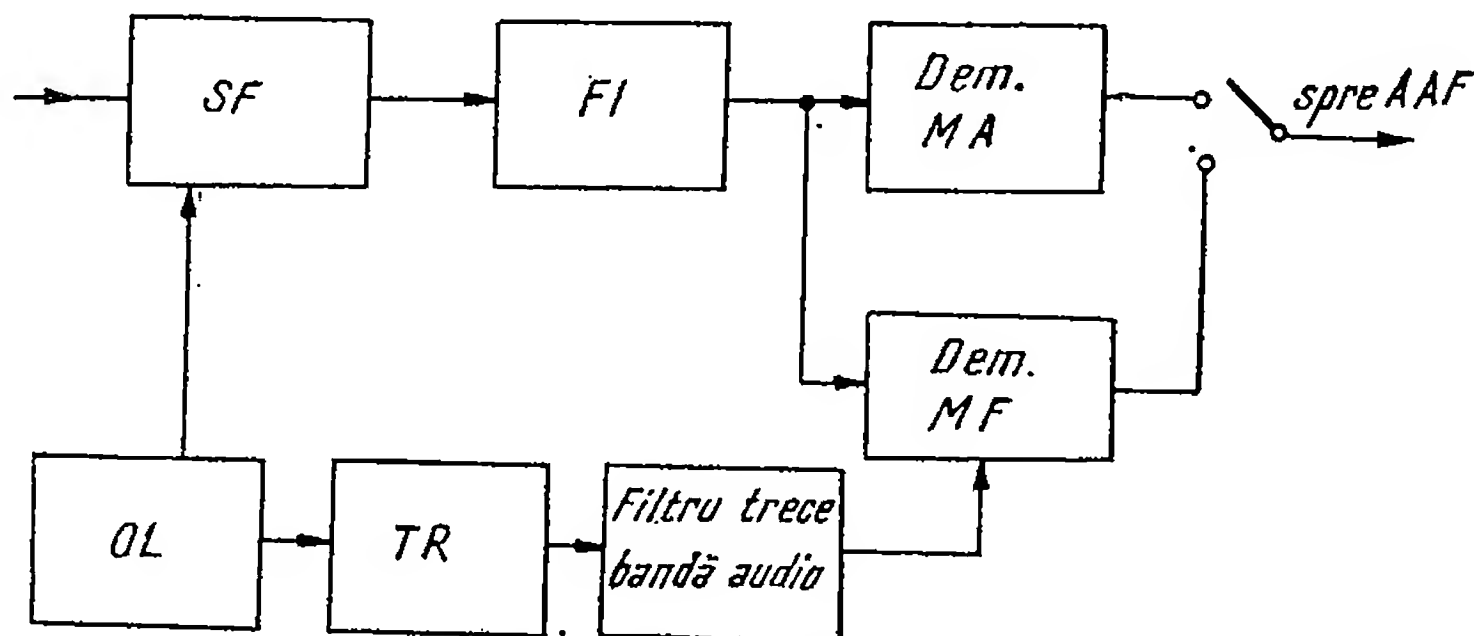 SF
FI
Dem.
MA
spre AAF
Dem.
MF
OL
TR
Filtru trece
bandă audio